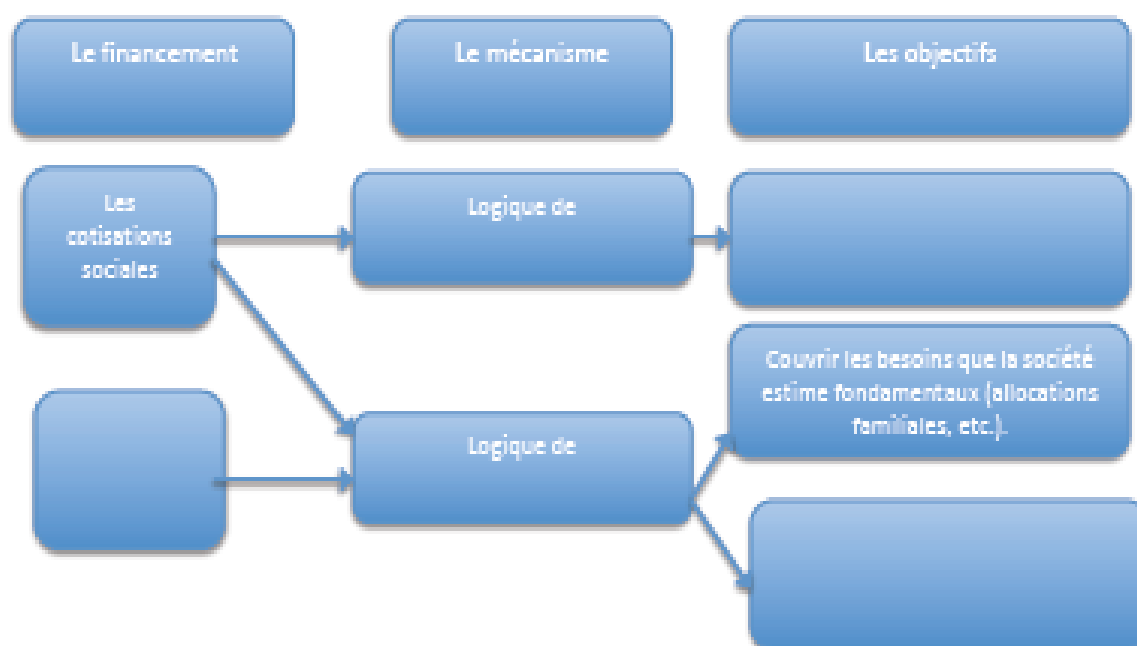 Le financement
Le mécanisme
Les objectifs
Les
cotisations
sociales
Logique de
Couvrir les besoins que la société
estime fondamentaux (allocations
familiales, etc.).
Logique de